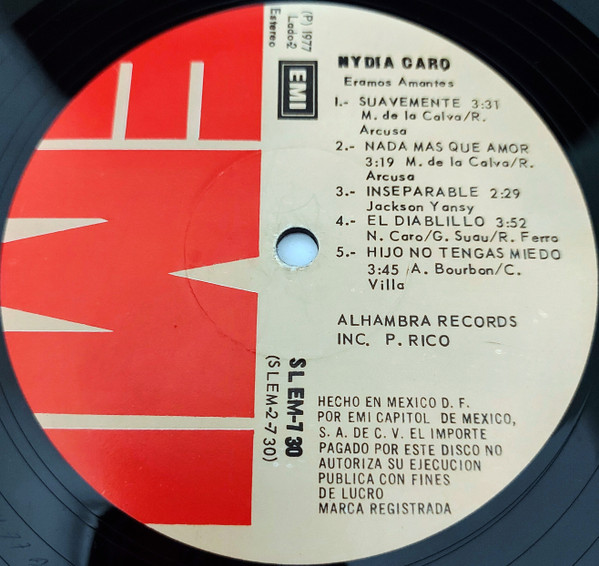 (P) 1977
Lado-2
Estereo
EMI
NYDIA CARO
Eramos Amantes
1.- SUAVEMENTE 3:31
M. de la Calva/R.
Arcusa
2.- NADA MAS QUE AMOR
3:19 M. de la Calva/R.
Arcusa
3.- INSEPARABLE 2:29
Jackson Yansy
4.- EL DIABLILLO 3:52
N. Caro/G. Suau/R. Ferro
5.- HIJO NO TENGAS MIEDO
3:45 A. Bourbon/C.
Villa
ALHAMBRA RECORDS
INC. P. RICO
SLEM-730
(SLEM-2-730)
HECHO EN MEXICO D. F.
POR EMI CAPITOL DE MEXICO,
S. A. DE C. V. EL IMPORTE
PAGADO POR ESTE DISCO NO
AUTORIZA SU EJECUCION
PUBLICA CON FINES
DE LUCRO
MARCA REGISTRADA